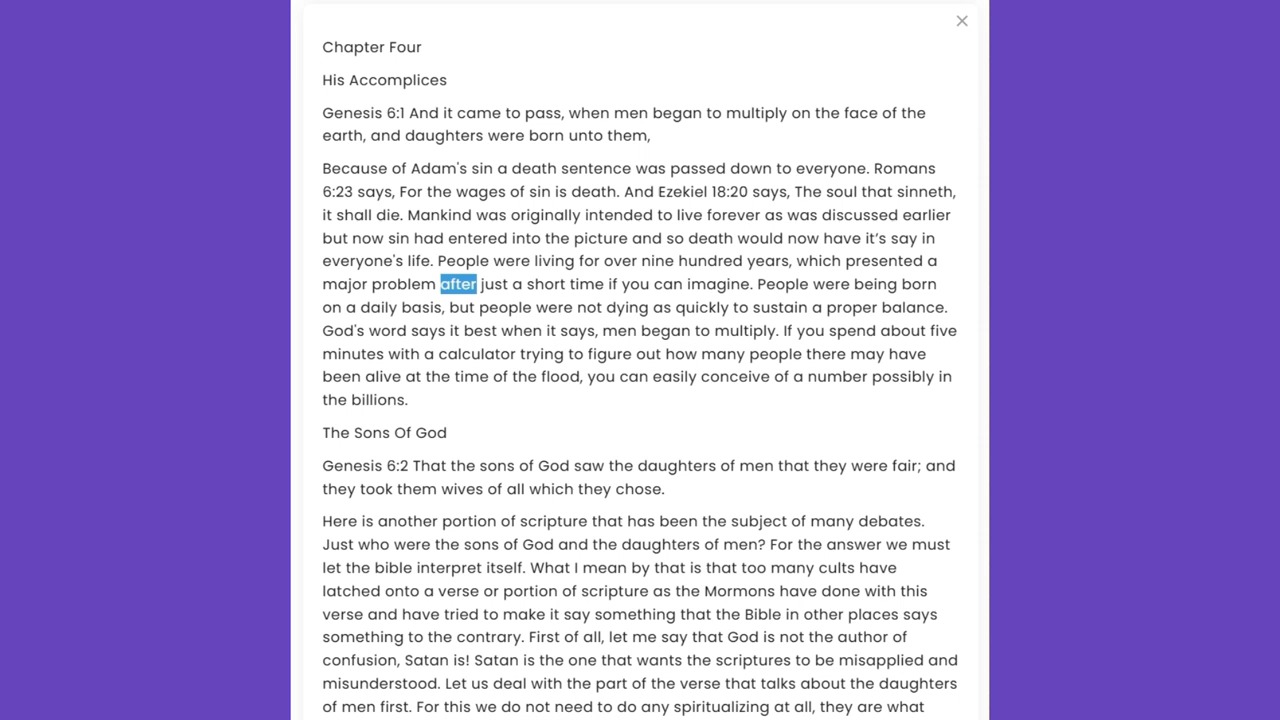 Chapter Four
His Accomplices
Genesis 6:1 And it came to pass, when men began to multiply on the face of the
earth, and daughters were born unto them,
Because of Adam's sin a death sentence was passed down to everyone. Romans
6:23 says, For the wages of sin is death. And Ezekiel 18:20 says, The soul that sinneth,
it shall die. Mankind was originally intended to live forever as was discussed earlier
but now sin had entered into the picture and so death would now have it’s say in
everyone's life. People were living for over nine hundred years, which presented a
major problem after just a short time if you can imagine. People were being born
on a daily basis, but people were not dying as quickly to sustain a proper balance.
God's word says it best when it says, men began to multiply. If you spend about five
minutes with a calculator trying to figure out how many people there may have
been alive at the time of the flood, you can easily conceive of a number possibly in
the billions.
The Sons Of God
Genesis 6:2 That the sons of God saw the daughters of men that they were fair; and
they took them wives of all which they chose.
Here is another portion of scripture that has been the subject of many debates.
Just who were the sons of God and the daughters of men? For the answer we must
let the bible interpret itself. What I mean by that is that too many cults have
latched onto a verse or portion of scripture as the Mormons have done with this
verse and have tried to make it say something that the Bible in other places says
something to the contrary. First of all, let me say that God is not the author of
confusion, Satan is! Satan is the one that wants the scriptures to be misapplied and
misunderstood. Let us deal with the part of the verse that talks about the daughters
of men first. For this we do not need to do any spiritualizing at all, they are what